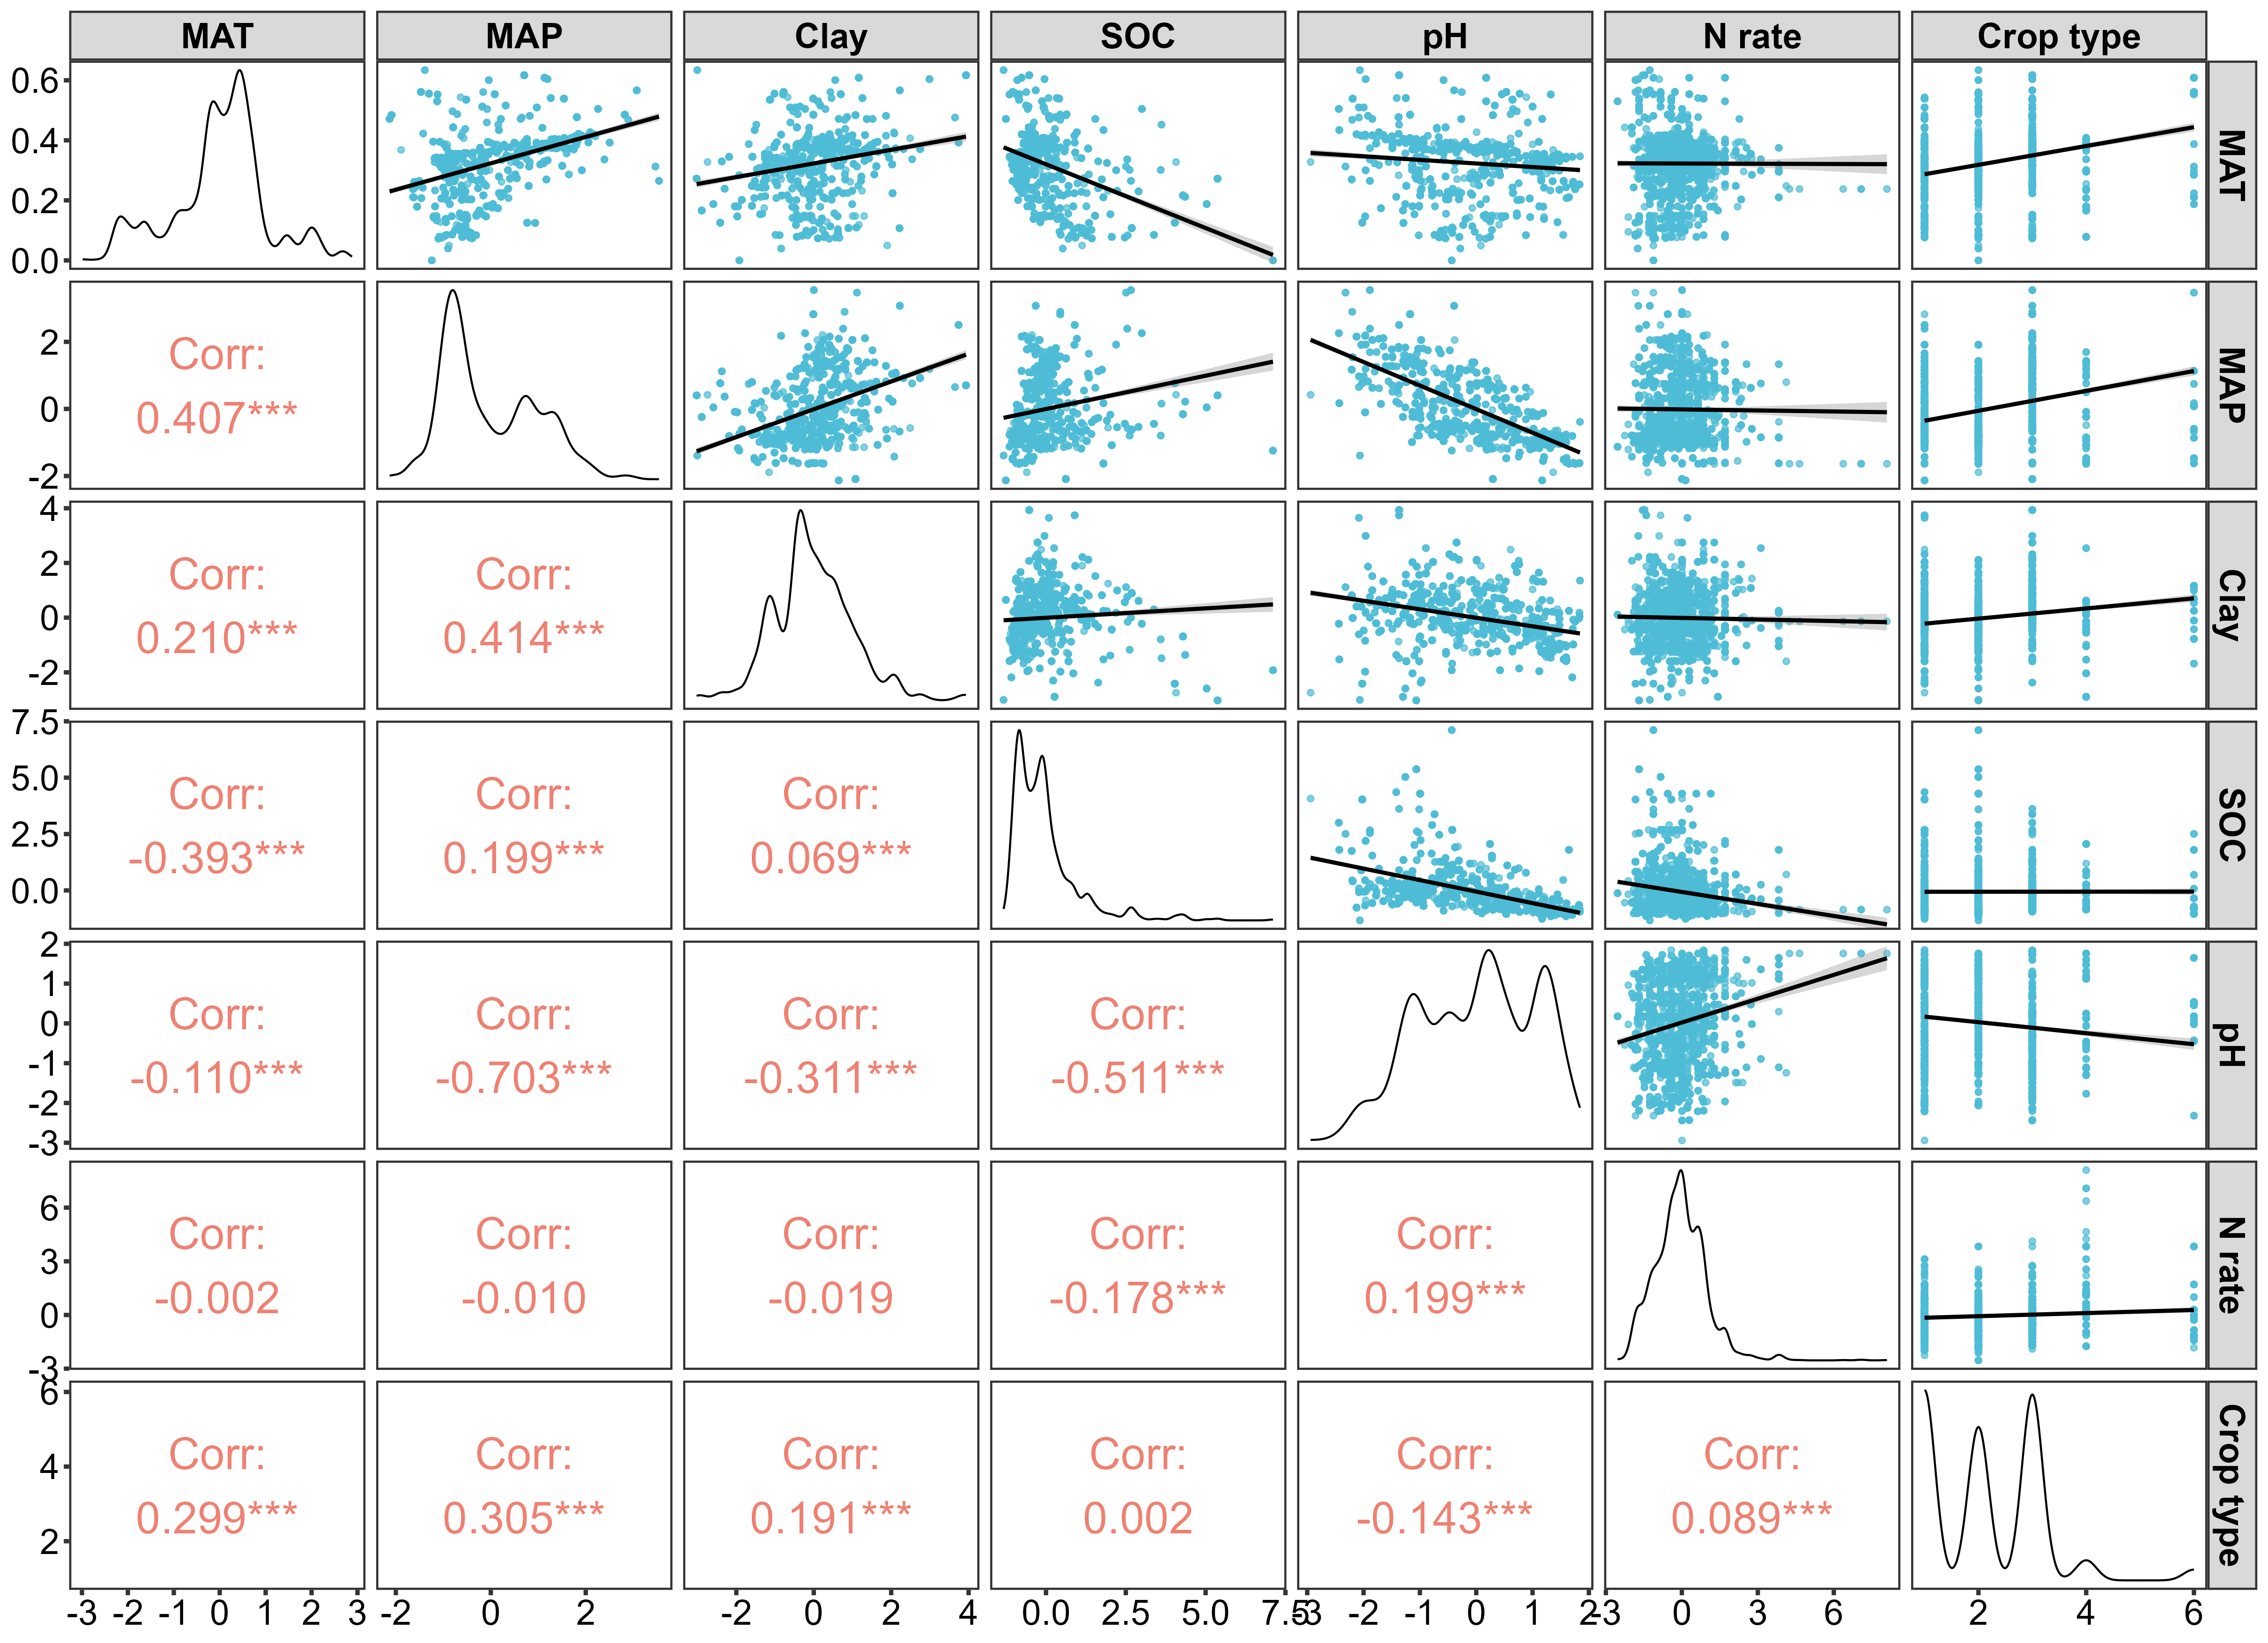 MAT MAP Clay SOC pH N rate Crop type
0.6
0.4
0.2
0.0
MAT
2
0
-2
Corr:
0.407***
MAP
4
2
0
-2
Corr: Corr:
0.210*** 0.414***
Clay
7.5
5.0
2.5
0.0
Corr: Corr: Corr:
-0.393*** 0.199*** 0.069***
SOC
2
1
0
-1
-2
-3
Corr: Corr: Corr: Corr:
-0.110*** -0.703*** -0.311*** -0.511***
pH
6
3
0
-3
Corr: Corr: Corr: Corr: Corr:
-0.002 -0.010 -0.019 -0.178*** 0.199***
N rate
6
4
2
Corr: Corr: Corr: Corr: Corr: Corr:
0.299*** 0.305*** 0.191*** 0.002 -0.143*** 0.089***
Crop type
-3 -2 -1 0 1 2 3 -2 0 2 -2 0 2 4 0.0 2.5 5.0 7.5 -3 -2 -1 0 1 2 -3 0 3 6 2 4 6